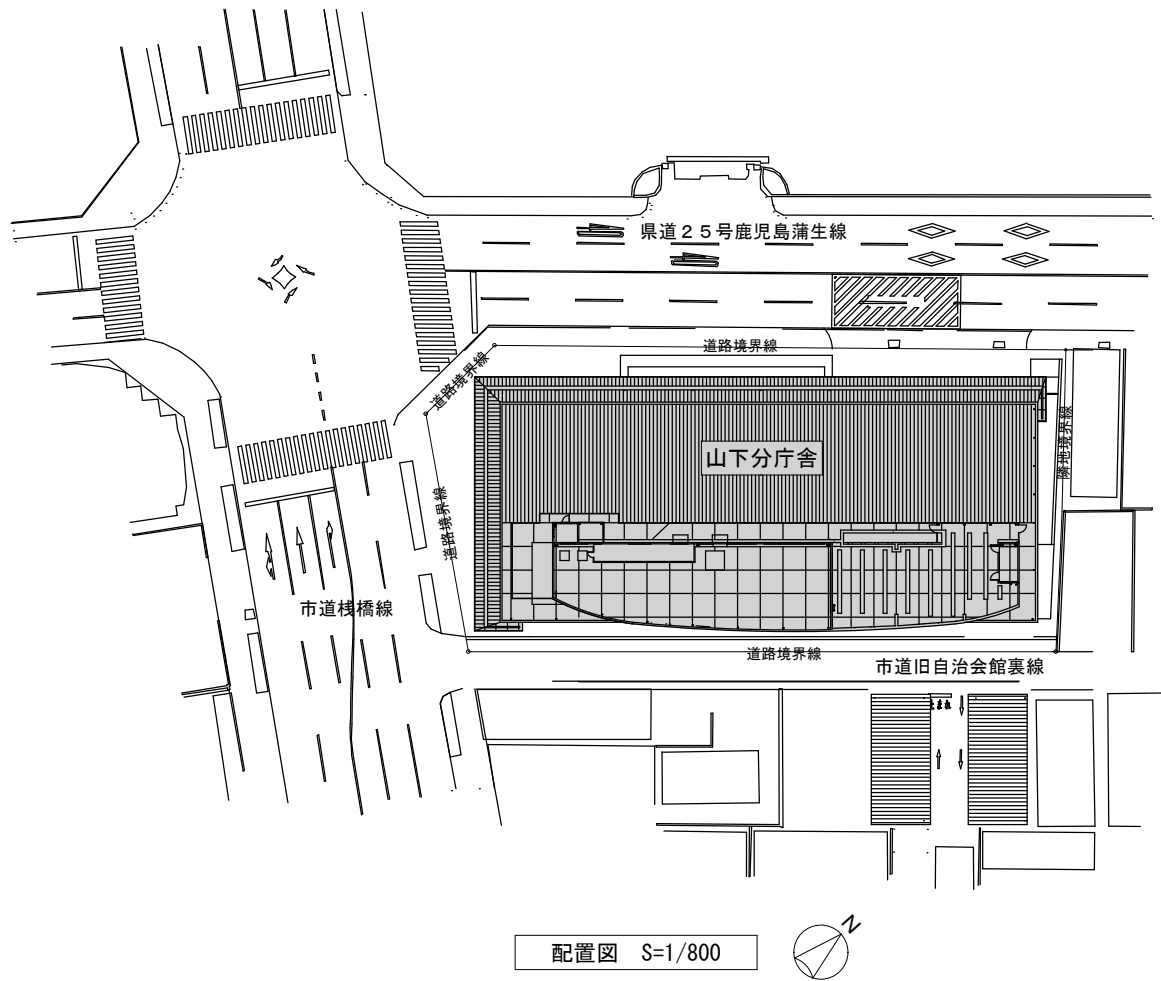 県道２５号鹿児島蒲生線
道路境界線
道路境界線
隣地境界線
山下分庁舎
道路境界線
市道桟橋線
道路境界線
市道旧自治会館裏線
止まれ
配置図　S=1/800
N